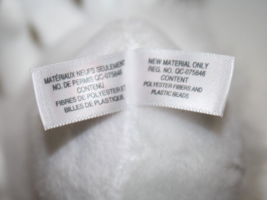 MATÉRIAUX NEUFS SEULEMENT
NO. DE PERMIS QC-075846
CONTENU
FIBRES DE POLYESTER ET
BILLES DE PLASTIQUE
NEW MATERIAL ONLY
REG. NO. QC-075846
CONTENT
POLYESTER FIBERS AND
PLASTIC BEADS